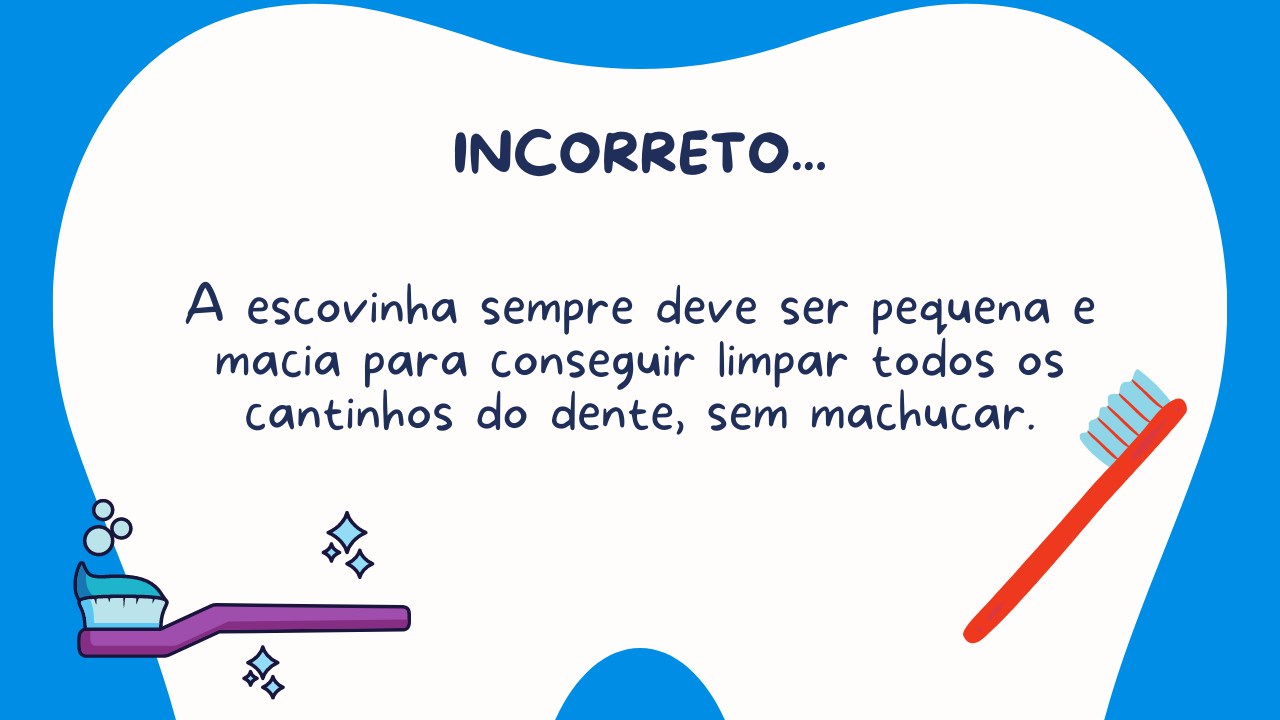 INCORRETO...
A escovinha sempre deve ser pequena e
macia para conseguir limpar todos os
cantinhos do dente, sem machucar.